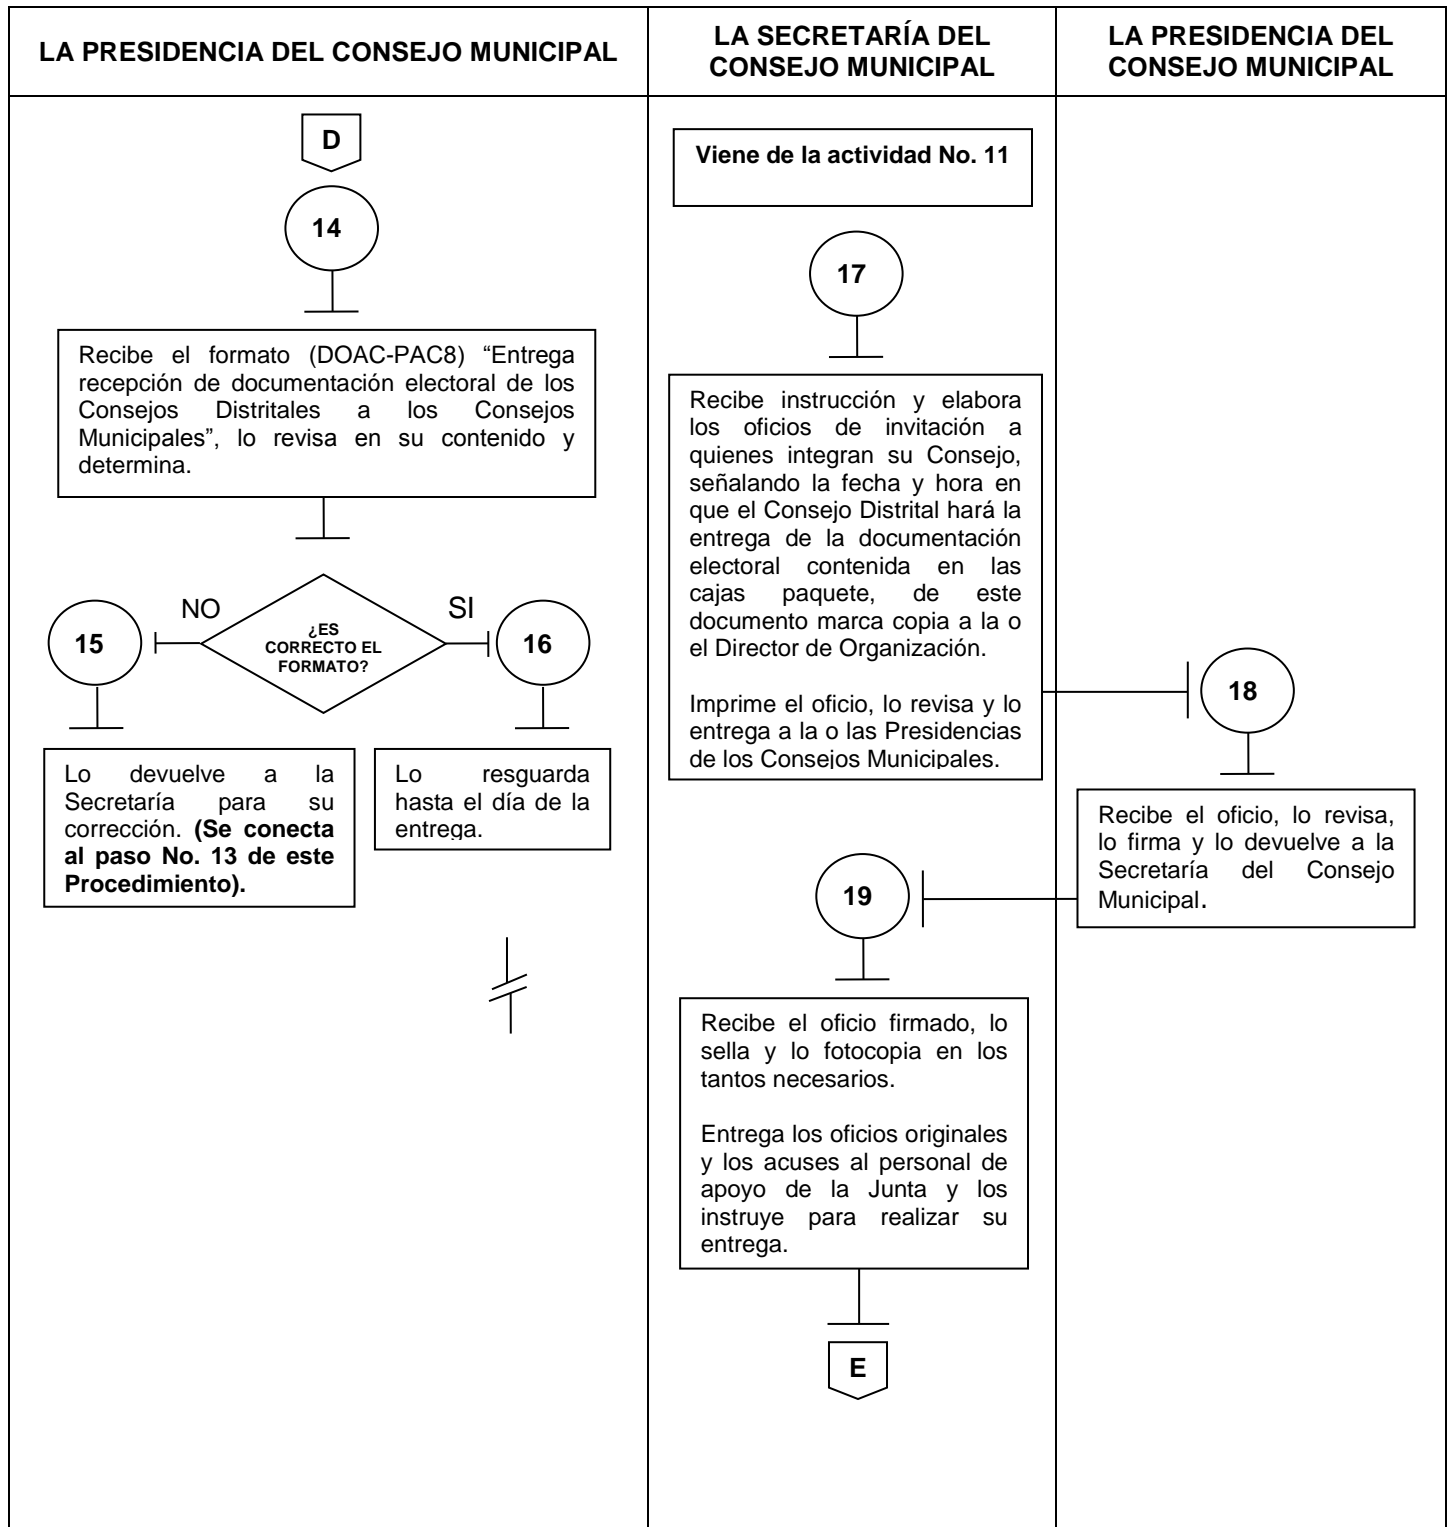 LA PRESIDENCIA DEL CONSEJO MUNICIPAL
LA SECRETARÍA DEL
CONSEJO MUNICIPAL
LA PRESIDENCIA DEL
CONSEJO MUNICIPAL
D
14
Recibe el formato (DOAC-PAC8) “Entrega
recepción de documentación electoral de los
Consejos Distritales a los Consejos
Municipales”, lo revisa en su contenido y
determina.
NO
SI
¿ES
CORRECTO EL
FORMATO?
15
16
Lo devuelve a la
Secretaría para su
corrección. (Se conecta
al paso No. 13 de este
Procedimiento).
Lo resguarda
hasta el día de la
entrega.
Viene de la actividad No. 11
17
Recibe instrucción y elabora
los oficios de invitación a
quienes integran su Consejo,
señalando la fecha y hora en
que el Consejo Distrital hará la
entrega de la documentación
electoral contenida en las
cajas paquete, de este
documento marca copia a la o
el Director de Organización.
Imprime el oficio, lo revisa y lo
entrega a la o las Presidencias
de los Consejos Municipales.
18
Recibe el oficio, lo revisa,
lo firma y lo devuelve a la
Secretaría del Consejo
Municipal.
19
Recibe el oficio firmado, lo
sella y lo fotocopia en los
tantos necesarios.
Entrega los oficios originales
y los acuses al personal de
apoyo de la Junta y los
instruye para realizar su
entrega.
E